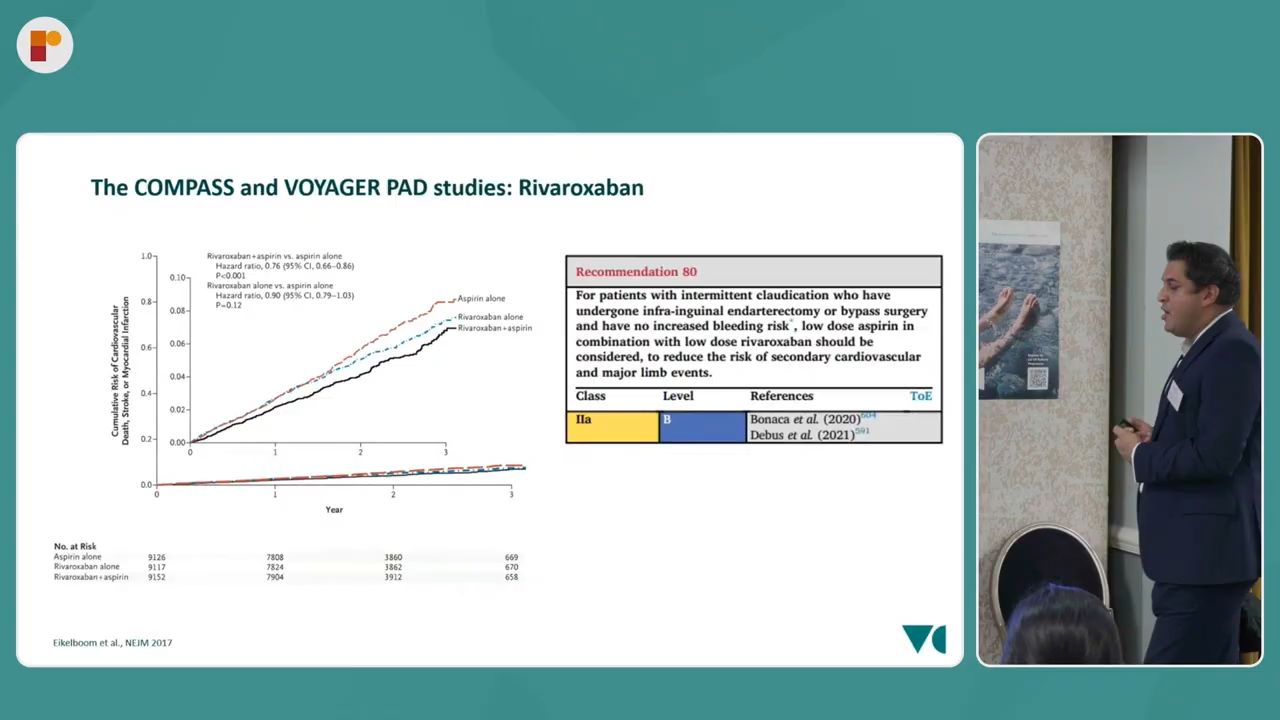 The COMPASS and VOYAGER PAD studies: Rivaroxaban
Cumulative Risk of Cardiovascular
Death, Stroke, or Myocardial Infarction
1.0
0.8
0.6
0.4
0.2
0.0
0.10
0.08
0.06
0.04
0.02
0.00
Rivaroxaban+aspirin vs. aspirin alone
Hazard ratio, 0.76 (95% CI, 0.66–0.86)
P<0.001
Rivaroxaban alone vs. aspirin alone
Hazard ratio, 0.90 (95% CI, 0.79–1.03)
P=0.12
Aspirin alone
Rivaroxaban alone
Rivaroxaban+aspirin
0 1 2 3
0 1 2 3
Year
No. at Risk
Aspirin alone 9126 7808 3860 669
Rivaroxaban alone 9117 7824 3862 670
Rivaroxaban+aspirin 9152 7904 3912 658
Eikelboom et al., NEJM 2017
Recommendation 80
For patients with intermittent claudication who have
undergone infra-inguinal endarterectomy or bypass surgery
and have no increased bleeding risk*, low dose aspirin in
combination with low dose rivaroxaban should be
considered, to reduce the risk of secondary cardiovascular
and major limb events.
Class Level References ToE
IIa B Bonaca et al. (2020)604
Debus et al. (2021)591